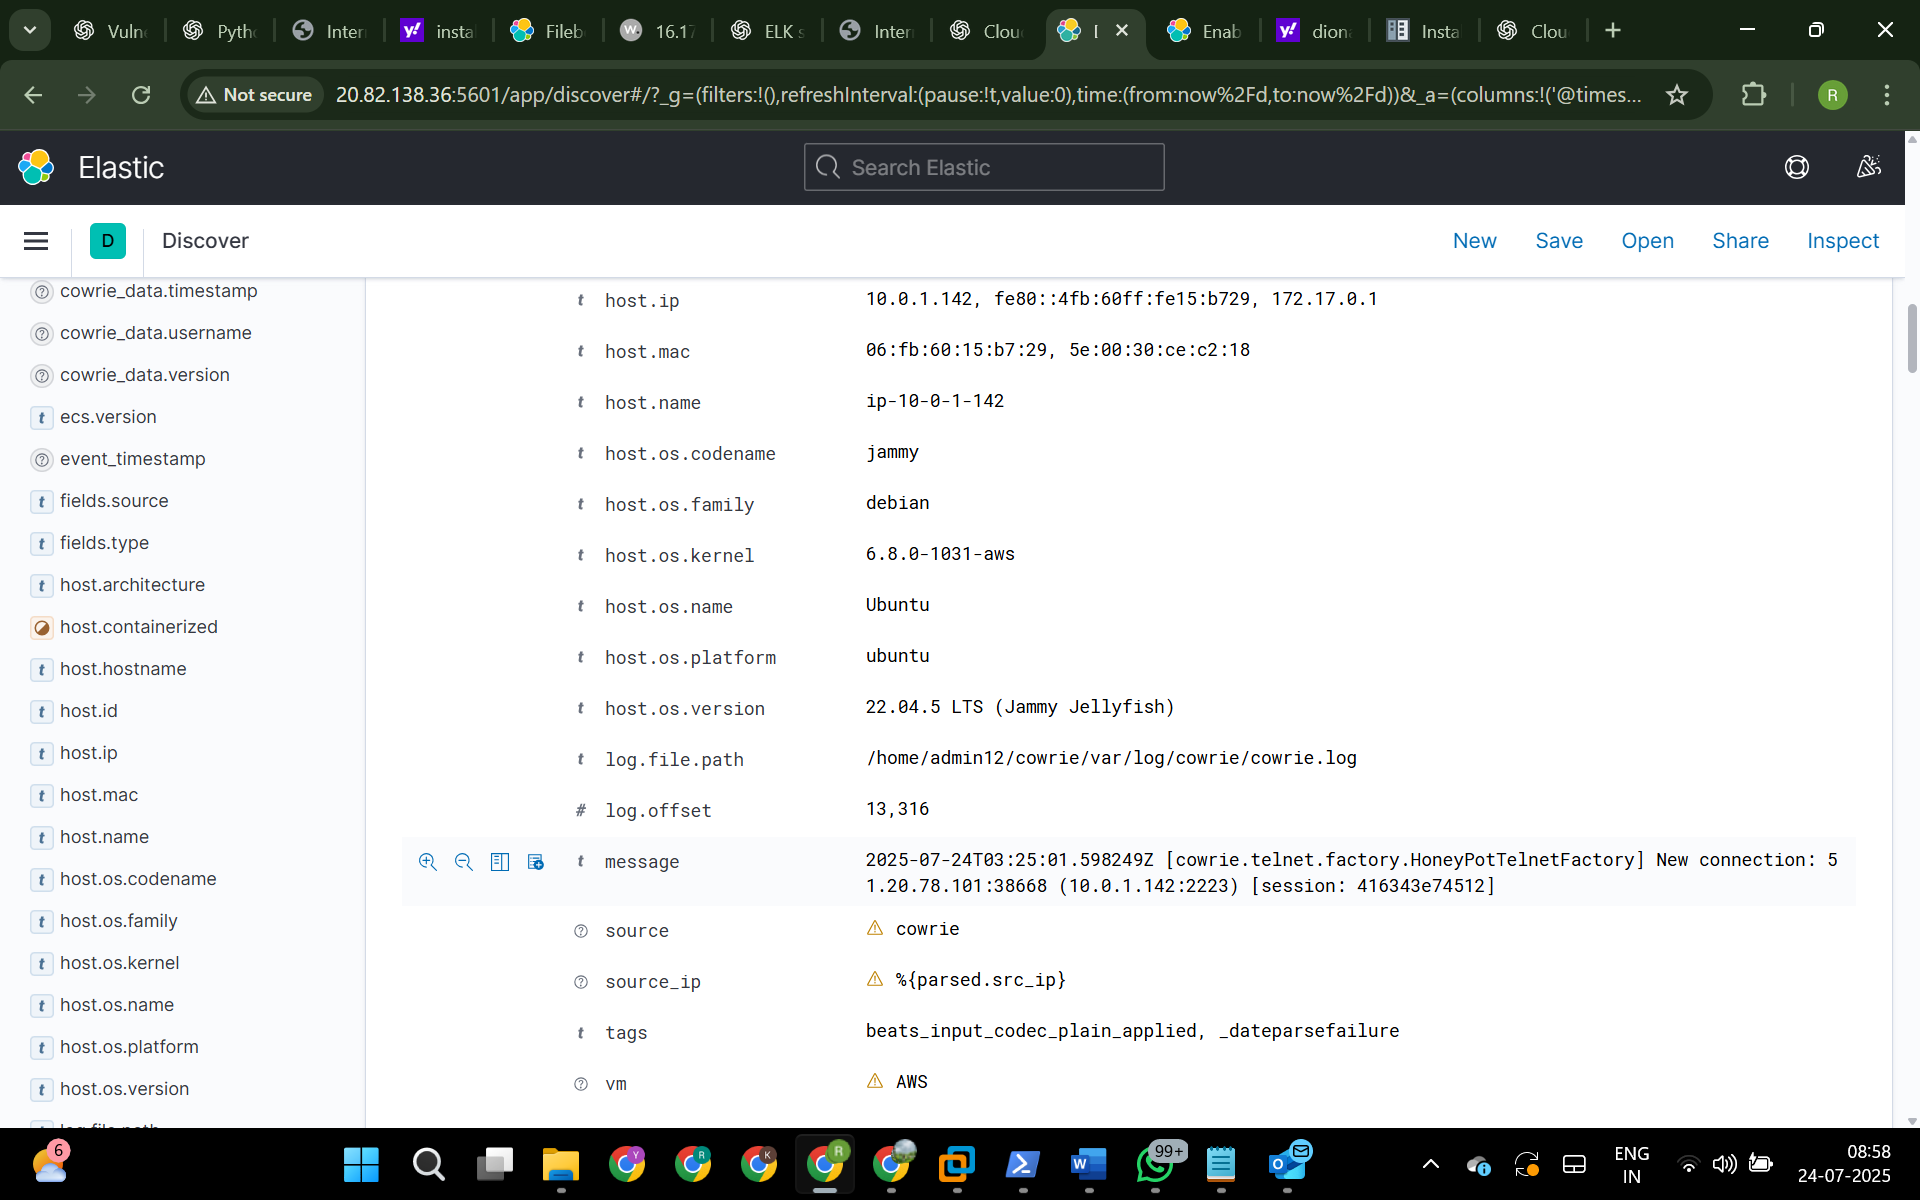 Vuln
Pyth
Inter
insta
Fileb
16.17
ELK s
Inter
Clou
Enab
dion
Insta
Clou
Not secure
20.82.138.36:5601/app/discover#/?_g=(filters:!(),refreshInterval:(pause:!t,value:0),time:(from:now%2Fd,to:now%2Fd))&_a=(columns:!('@times...
R
Elastic
Search Elastic
D
Discover
New
Save
Open
Share
Inspect
cowrie_data.timestamp
cowrie_data.username
cowrie_data.version
t ecs.version
event_timestamp
t fields.source
t fields.type
t host.architecture
host.containerized
t host.hostname
t host.id
t host.ip
t host.mac
t host.name
t host.os.codename
t host.os.family
t host.os.kernel
t host.os.name
t host.os.platform
t host.os.version
t host.ip 10.0.1.142, fe80::4fb:60ff:fe15:b729, 172.17.0.1
t host.mac 06:fb:60:15:b7:29, 5e:00:30:ce:c2:18
t host.name ip-10-0-1-142
t host.os.codename jammy
t host.os.family debian
t host.os.kernel 6.8.0-1031-aws
t host.os.name Ubuntu
t host.os.platform ubuntu
t host.os.version 22.04.5 LTS (Jammy Jellyfish)
t log.file.path /home/admin12/cowrie/var/log/cowrie/cowrie.log
# log.offset 13,316
t message 2025-07-24T03:25:01.598249Z [cowrie.telnet.factory.HoneyPotTelnetFactory] New connection: 5
1.20.78.101:38668 (10.0.1.142:2223) [session: 416343e74512]
source cowrie
source_ip %{parsed.src_ip}
t tags beats_input_codec_plain_applied, _dateparsefailure
vm AWS
6
Y
R
K
R
99+
ENG
IN
08:58
24-07-2025